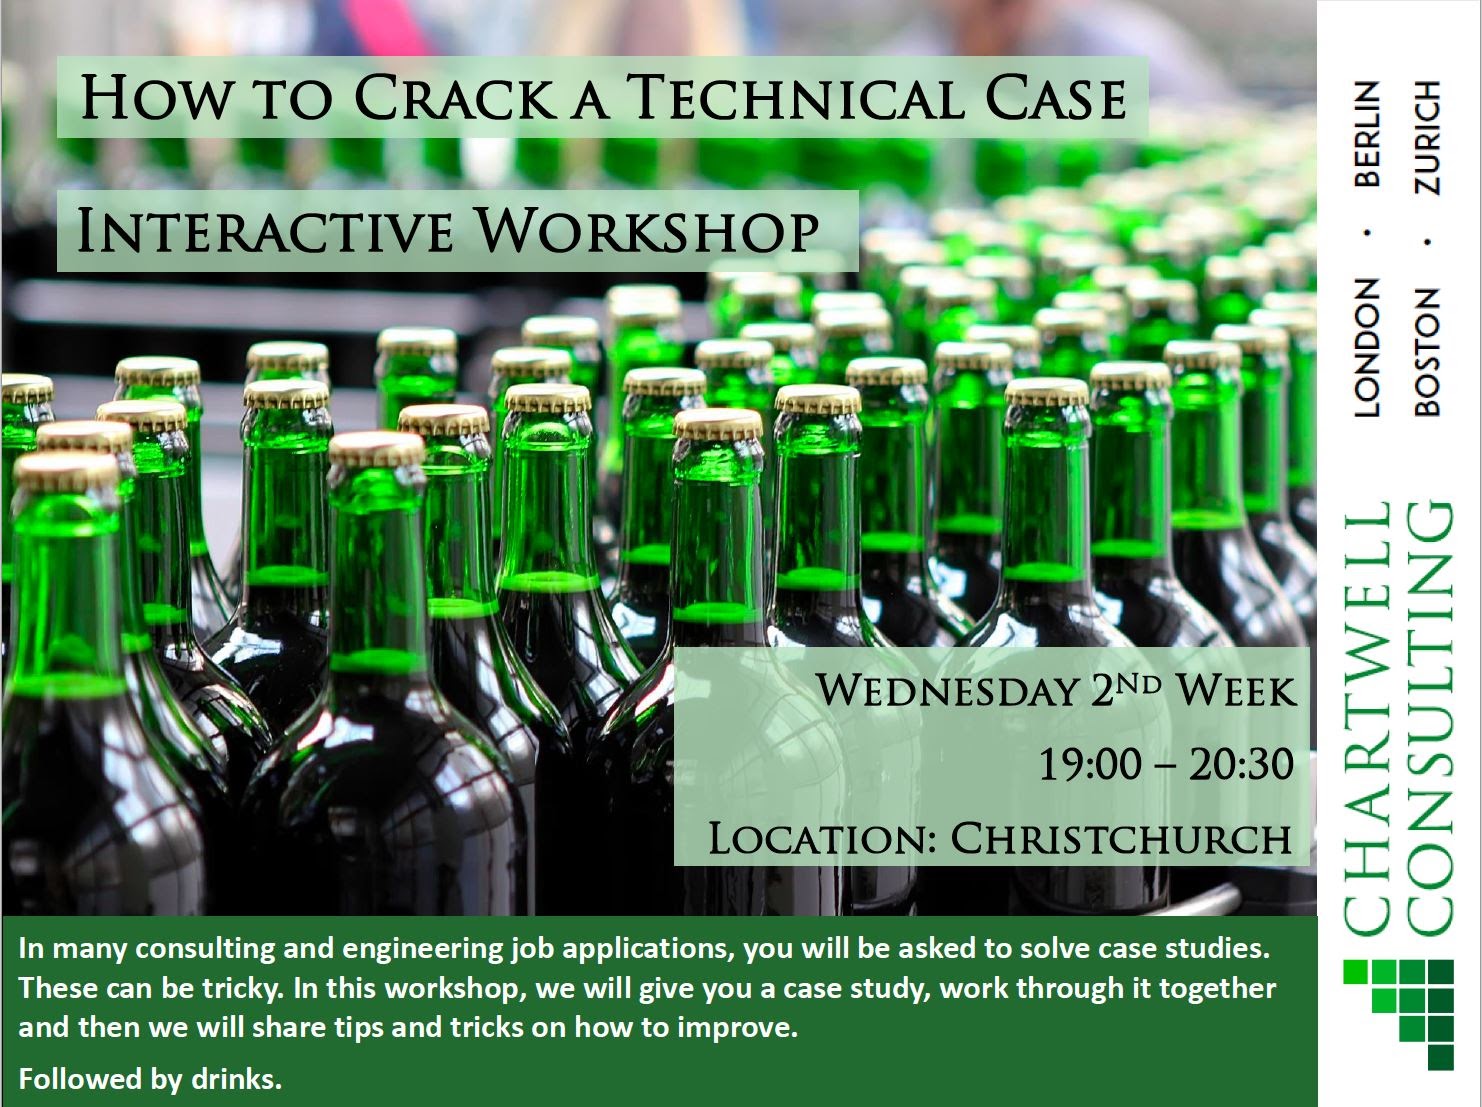 How to Crack a Technical Case
Interactive Workshop
Wednesday 2nd Week
19:00 – 20:30
Location: Christchurch
In many consulting and engineering job applications, you will be asked to solve case studies.
These can be tricky. In this workshop, we will give you a case study, work through it together
and then we will share tips and tricks on how to improve.
Followed by drinks.
LONDON · BERLIN
BOSTON · ZURICH
CHARTWELL
CONSULTING